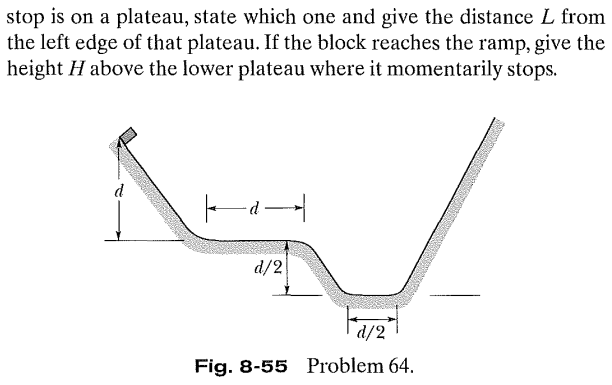 stop is on a plateau, state which one and give the distance L from
the left edge of that plateau. If the block reaches the ramp, give the
height H above the lower plateau where it momentarily stops.
d
d
d/2
d/2
Fig. 8-55 Problem 64.